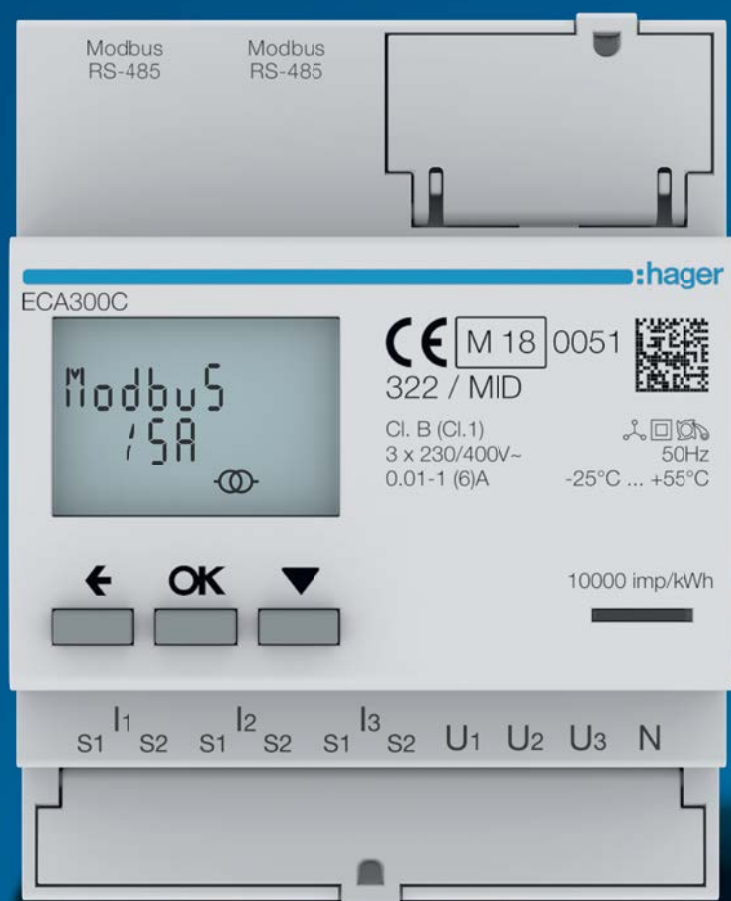 Modbus
RS-485
Modbus
RS-485
:hager
ECA300C
Modbus
15A
CE M 18 0051
322 / MID
Cl. B (Cl.1)
3 x 230/400V~
0.01-1 (6)A
50Hz
-25°C ... +55°C
← OK ▼
10000 imp/kWh
I1 I2 I3
S1 S2 S1 S2 S1 S2 U1 U2 U3 N